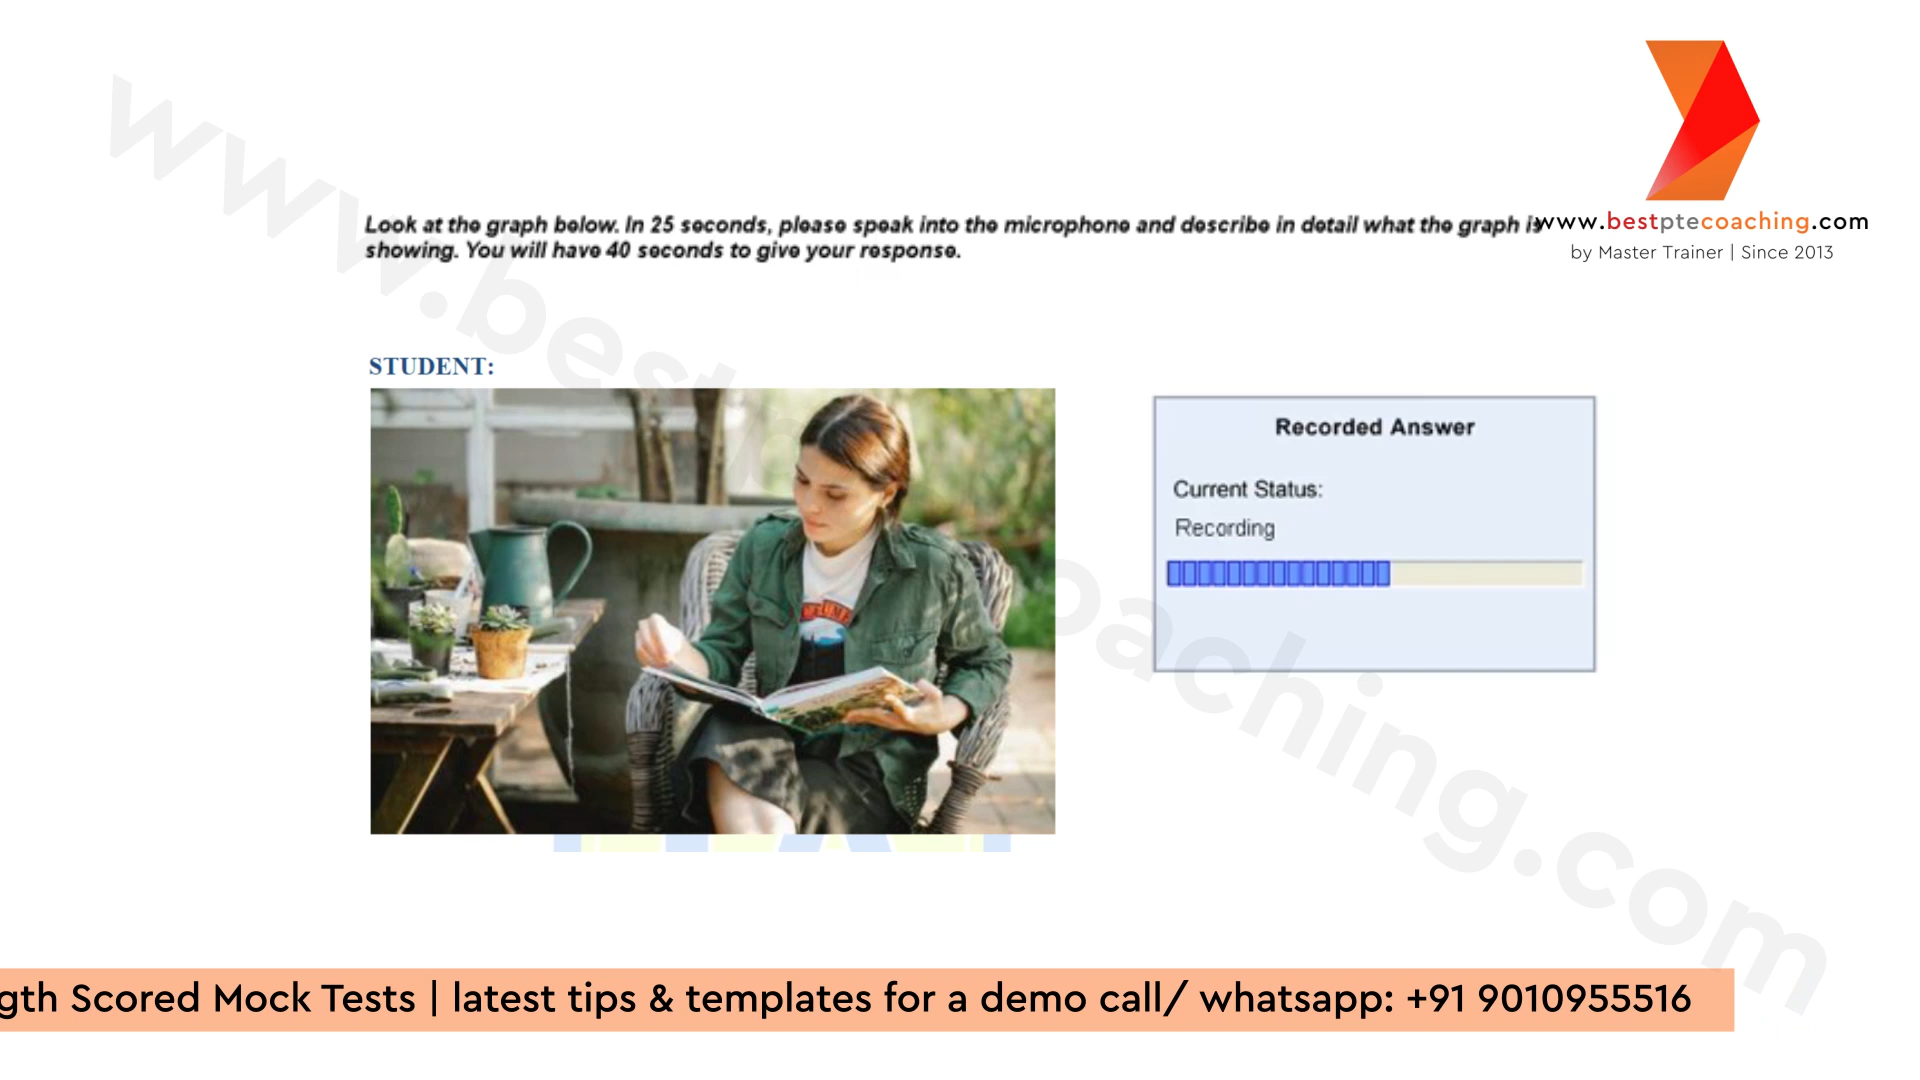 www.bestptecoaching.com
by Master Trainer | Since 2013
Look at the graph below. In 25 seconds, please speak into the microphone and describe in detail what the graph is
showing. You will have 40 seconds to give your response.
STUDENT:
Recorded Answer
Current Status:
Recording
www.bestptecoaching.com
gth Scored Mock Tests | latest tips & templates for a demo call/ whatsapp: +91 9010955516